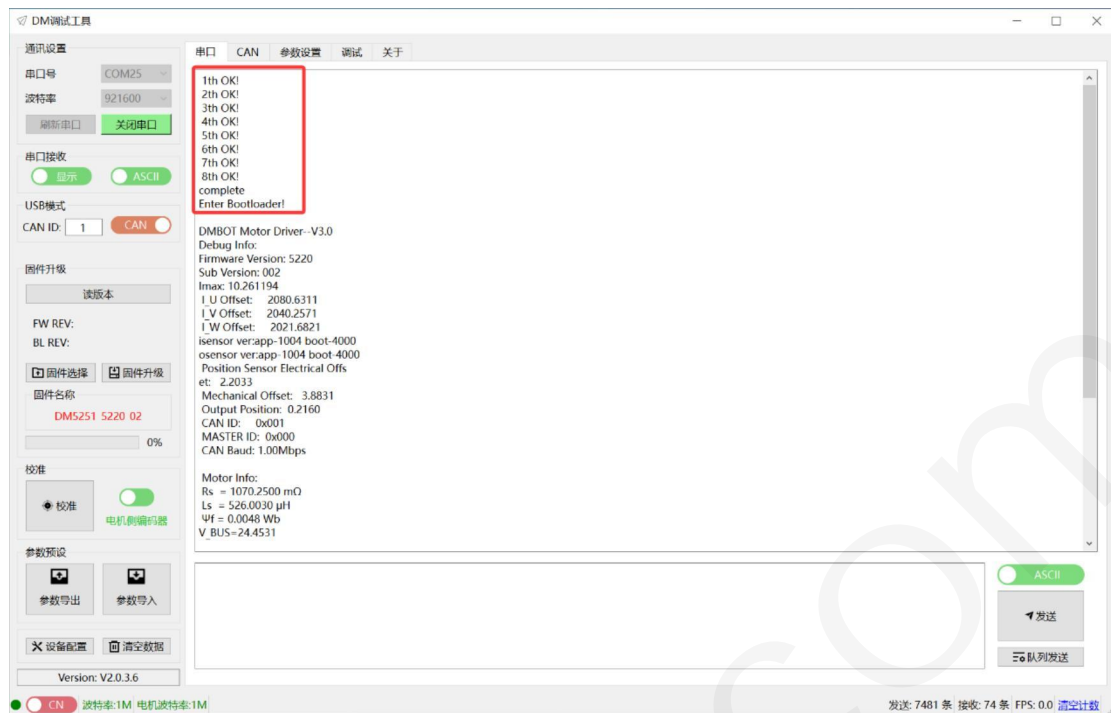 DM调试工具
通讯设置
串口号 COM25
波特率 921600
刷新串口 关闭串口
串口接收
显示 ASCII
USB模式
CAN ID: 1 CAN
固件升级
读版本
FW REV:
BL REV:
固件选择 固件升级
固件名称
DM5251 5220 02
0%
校准
校准
电机侧编码器
参数预设
参数导出 参数导入
设备配置 清空数据
Version: V2.0.3.6
串口 CAN 参数设置 调试 关于
1th OK!
2th OK!
3th OK!
4th OK!
5th OK!
6th OK!
7th OK!
8th OK!
complete
Enter Bootloader!
DMBOT Motor Driver--V3.0
Debug Info:
Firmware Version: 5220
Sub Version: 002
Imax: 10.261194
I_U Offset: 2080.6311
I_V Offset: 2040.2571
I_W Offset: 2021.6821
isensor ver:app-1004 boot-4000
osensor ver:app-1004 boot-4000
Position Sensor Electrical Offs
et: 2.2033
Mechanical Offset: 3.8831
Output Position: 0.2160
CAN ID: 0x001
MASTER ID: 0x000
CAN Baud: 1.00Mbps
Motor Info:
Rs = 1070.2500 mΩ
Ls = 526.0030 μH
Ψf = 0.0048 Wb
V_BUS=24.4531
ASCII
发送
队列发送
CN 波特率:1M 电机波特率:1M
发送: 7481 条 接收: 74 条 FPS: 0.0 清空计数
com